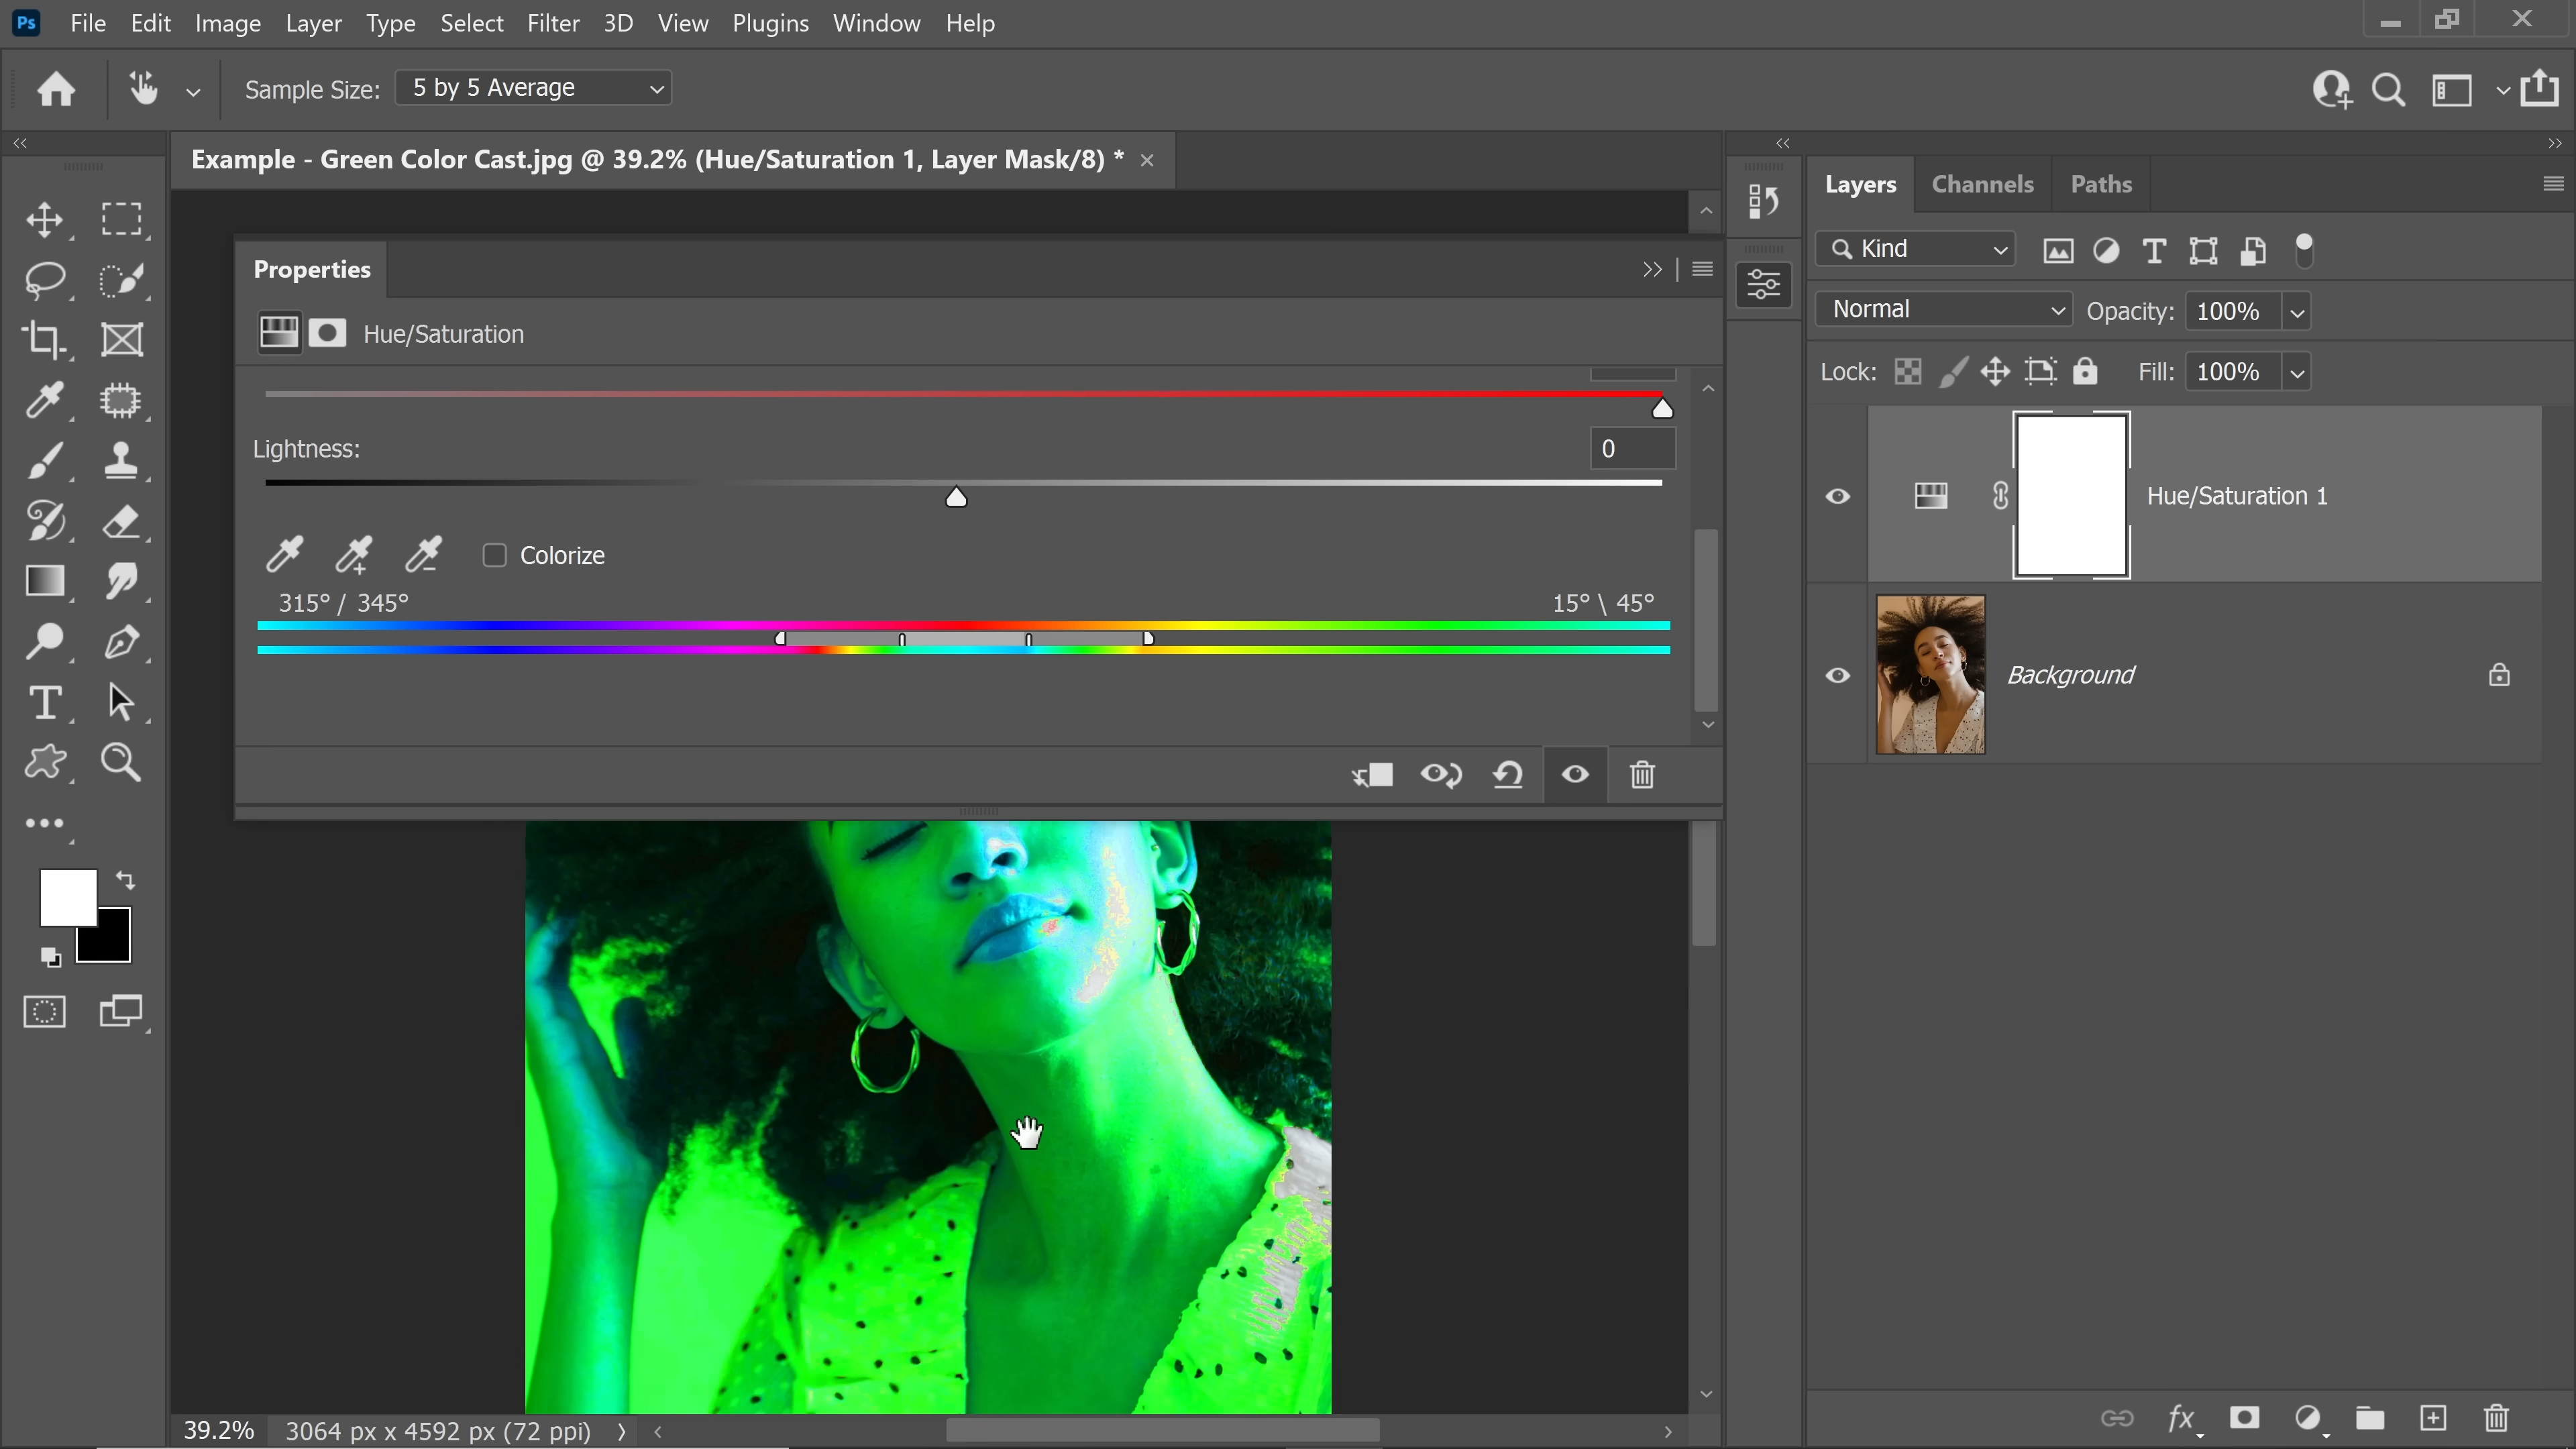 Ps File Edit Image Layer Type Select Filter 3D View Plugins Window Help
Sample Size: 5 by 5 Average
Example - Green Color Cast.jpg @ 39.2% (Hue/Saturation 1, Layer Mask/8) *
Properties
Hue/Saturation
Lightness: 0
Colorize
315° / 345° 15° \ 45°
39.2% 3064 px x 4592 px (72 ppi)
Layers Channels Paths
Kind
Normal Opacity: 100%
Lock: Fill: 100%
Hue/Saturation 1
Background
fx